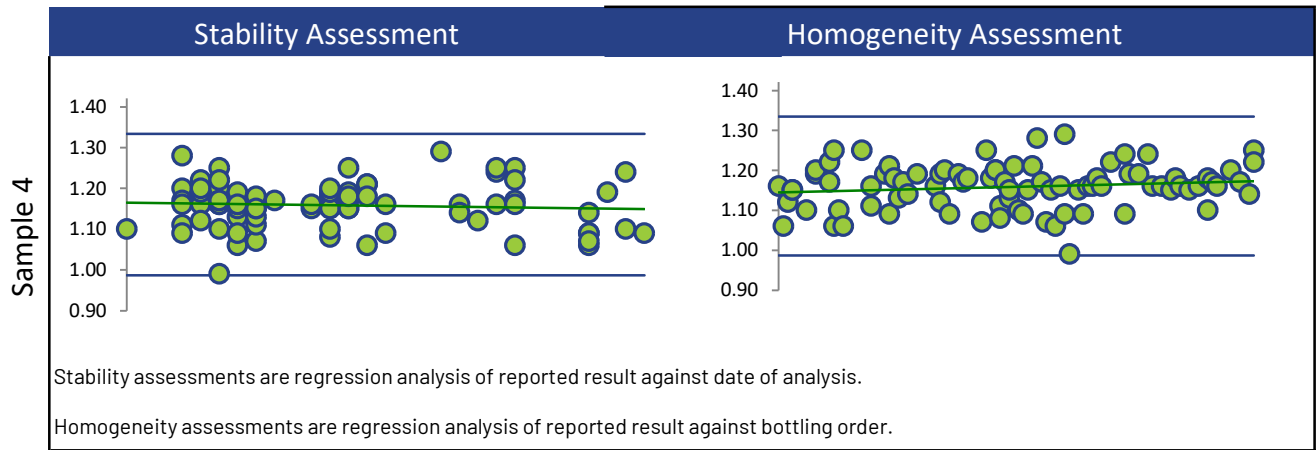 Stability Assessment
Homogeneity Assessment
Sample 4
1.40
1.30
1.20
1.10
1.00
0.90
1.40
1.30
1.20
1.10
1.00
0.90
Stability assessments are regression analysis of reported result against date of analysis.
Homogeneity assessments are regression analysis of reported result against bottling order.